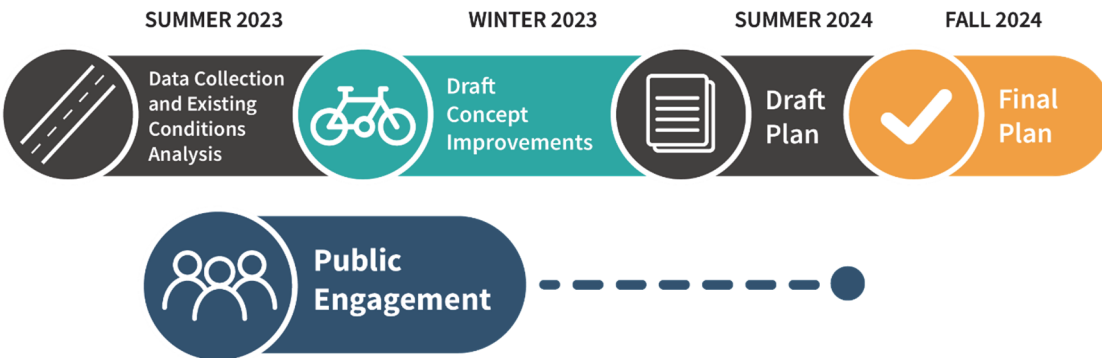 SUMMER 2023
WINTER 2023
SUMMER 2024
FALL 2024
Data Collection
and Existing
Conditions
Analysis
Draft
Concept
Improvements
Draft
Plan
Final
Plan
Public
Engagement